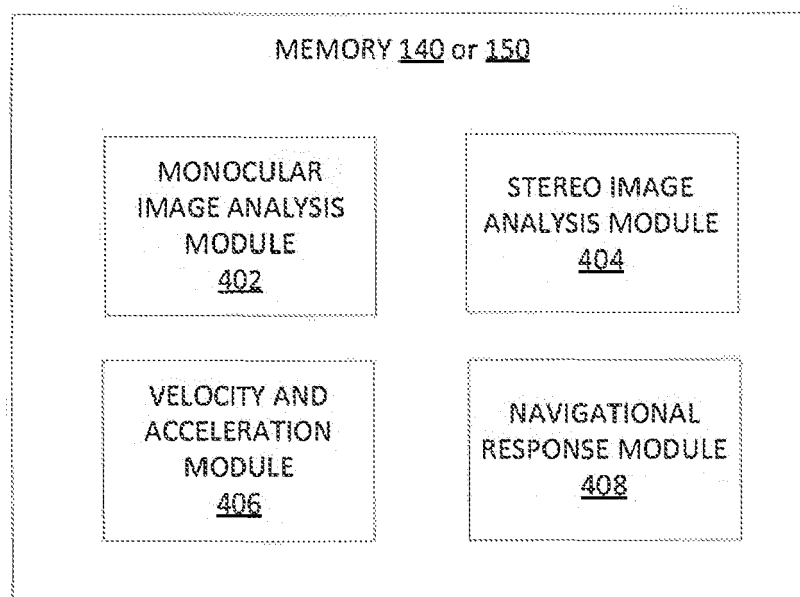 MEMORY 140 or 150
MONOCULAR
IMAGE ANALYSIS
MODULE
402
STEREO IMAGE
ANALYSIS MODULE
404
VELOCITY AND
ACCELERATION
MODULE
406
NAVIGATIONAL
RESPONSE MODULE
408